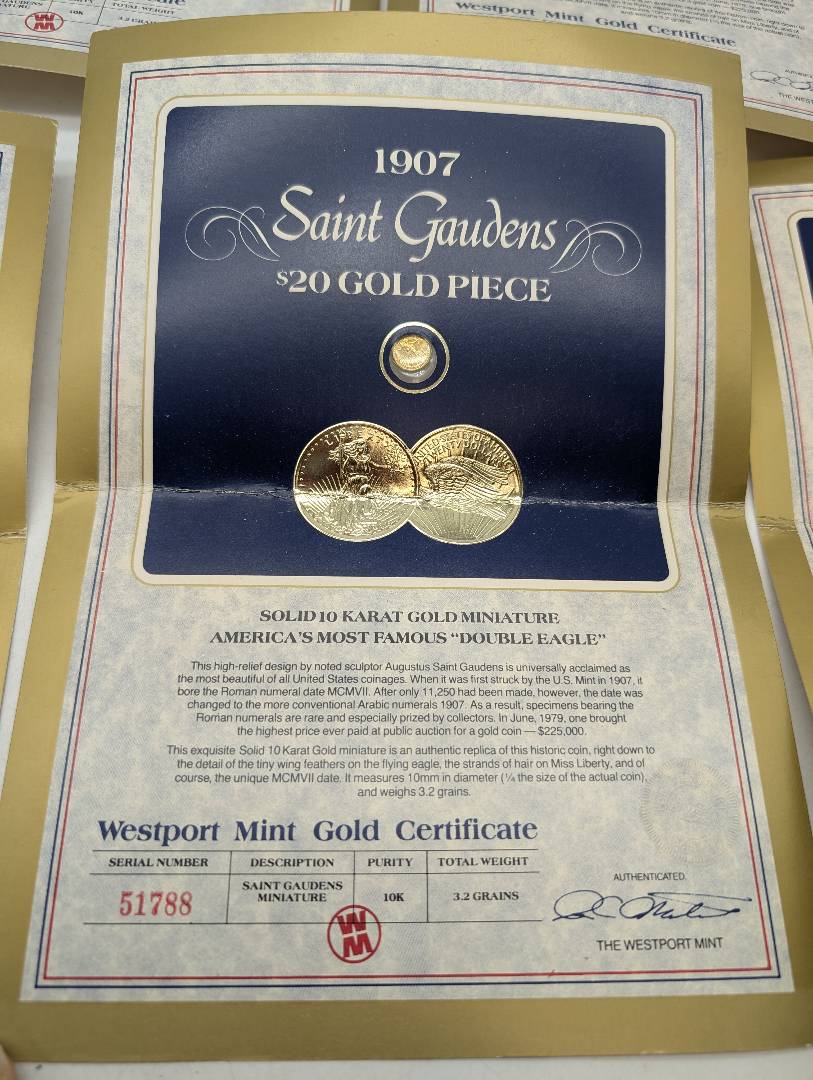 GAUDENS
10K
TOTAL WEIGHT
3.2 GRAINS
WM
Westport Mint Gold Certificate
1907
Saint Gaudens
$20 GOLD PIECE
SOLID 10 KARAT GOLD MINIATURE
AMERICA'S MOST FAMOUS “DOUBLE EAGLE”
This high-relief design by noted sculptor Augustus Saint Gaudens is universally acclaimed as
the most beautiful of all United States coinages. When it was first struck by the U.S. Mint in 1907, it
bore the Roman numeral date MCMVII. After only 11,250 had been made, however, the date was
changed to the more conventional Arabic numerals 1907. As a result, specimens bearing the
Roman numerals are rare and especially prized by collectors. In June, 1979, one brought
the highest price ever paid at public auction for a gold coin — $225,000.
This exquisite Solid 10 Karat Gold miniature is an authentic replica of this historic coin, right down to
the detail of the tiny wing feathers on the flying eagle, the strands of hair on Miss Liberty, and of
course, the unique MCMVII date. It measures 10mm in diameter (¼ the size of the actual coin),
and weighs 3.2 grains.
Westport Mint Gold Certificate
SERIAL NUMBER DESCRIPTION PURITY TOTAL WEIGHT
51788 SAINT GAUDENS MINIATURE 10K 3.2 GRAINS
WM
AUTHENTICATED
THE WESTPORT MINT